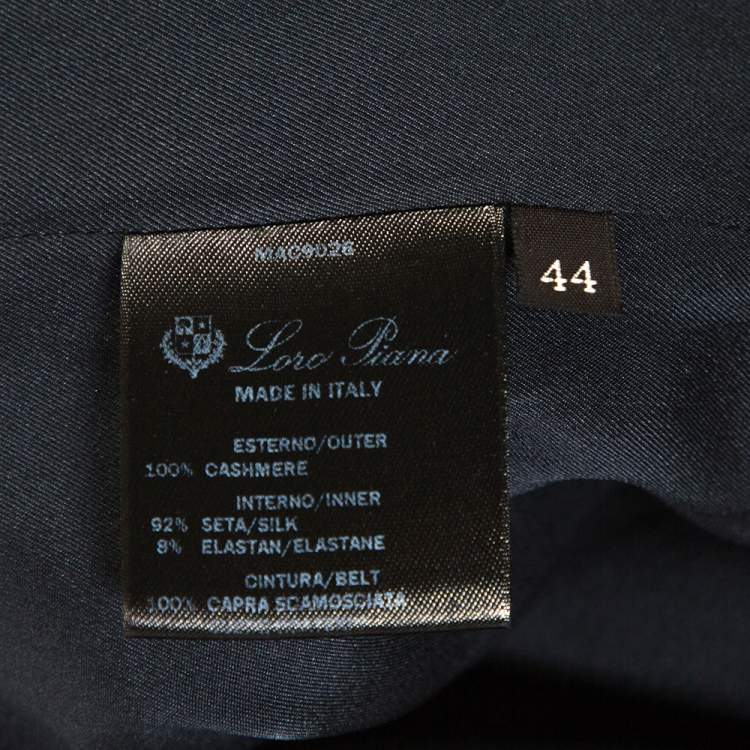 MAC9026
44
Loro Piana
MADE IN ITALY
ESTERNO/OUTER
100% CASHMERE
INTERNO/INNER
92% SETA/SILK
8% ELASTAN/ELASTANE
CINTURA/BELT
100% CAPRA SCAMOSCIATA